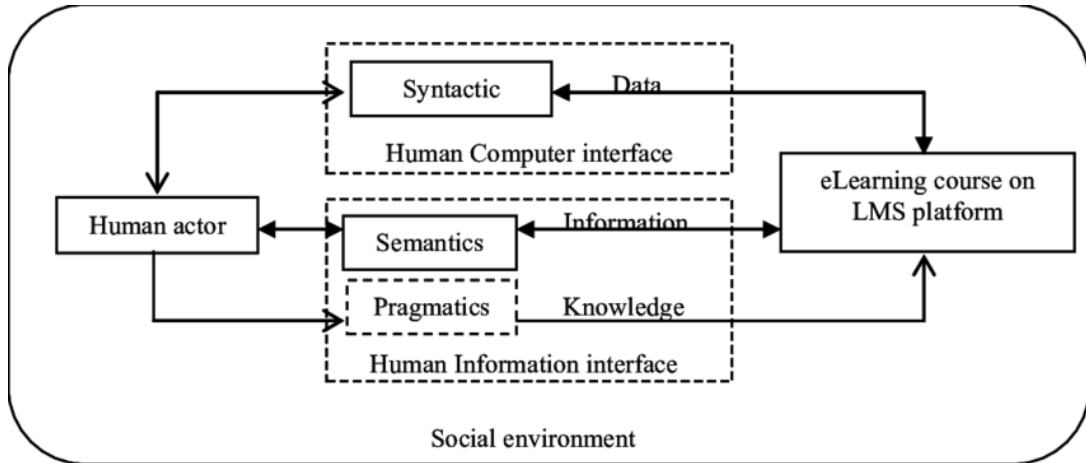 Syntactic
Data
Human Computer interface
eLearning course on
LMS platform
Human actor
Information
Semantics
Pragmatics
Knowledge
Human Information interface
Social environment